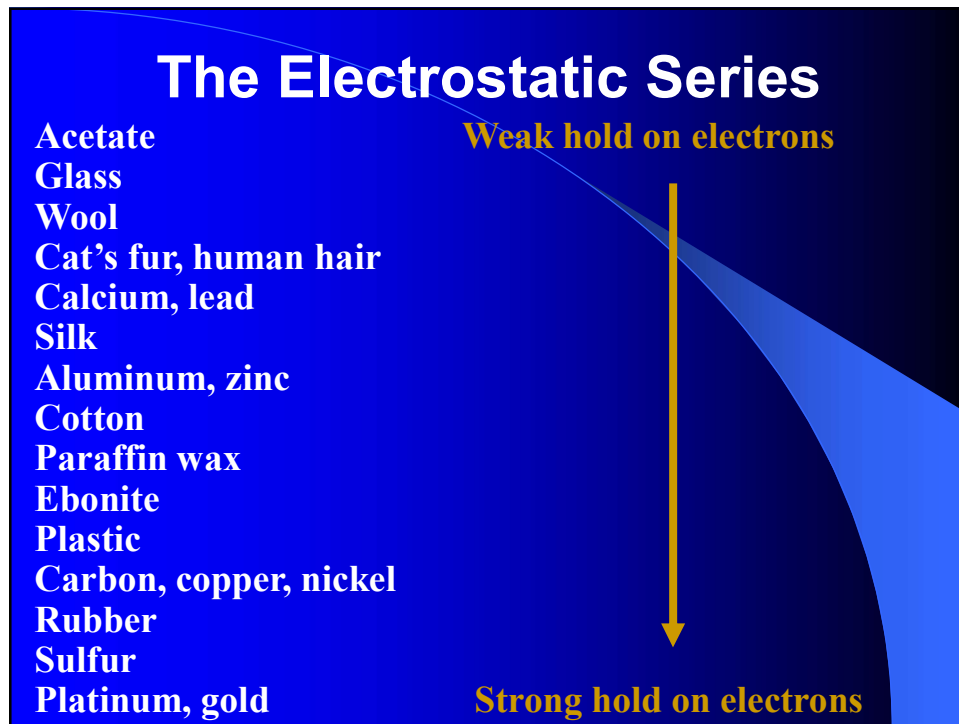 The Electrostatic Series
Acetate
Weak hold on electrons
Glass
Wool
Cat’s fur, human hair
Calcium, lead
Silk
Aluminum, zinc
Cotton
Paraffin wax
Ebonite
Plastic
Carbon, copper, nickel
Rubber
Sulfur
Platinum, gold
Strong hold on electrons